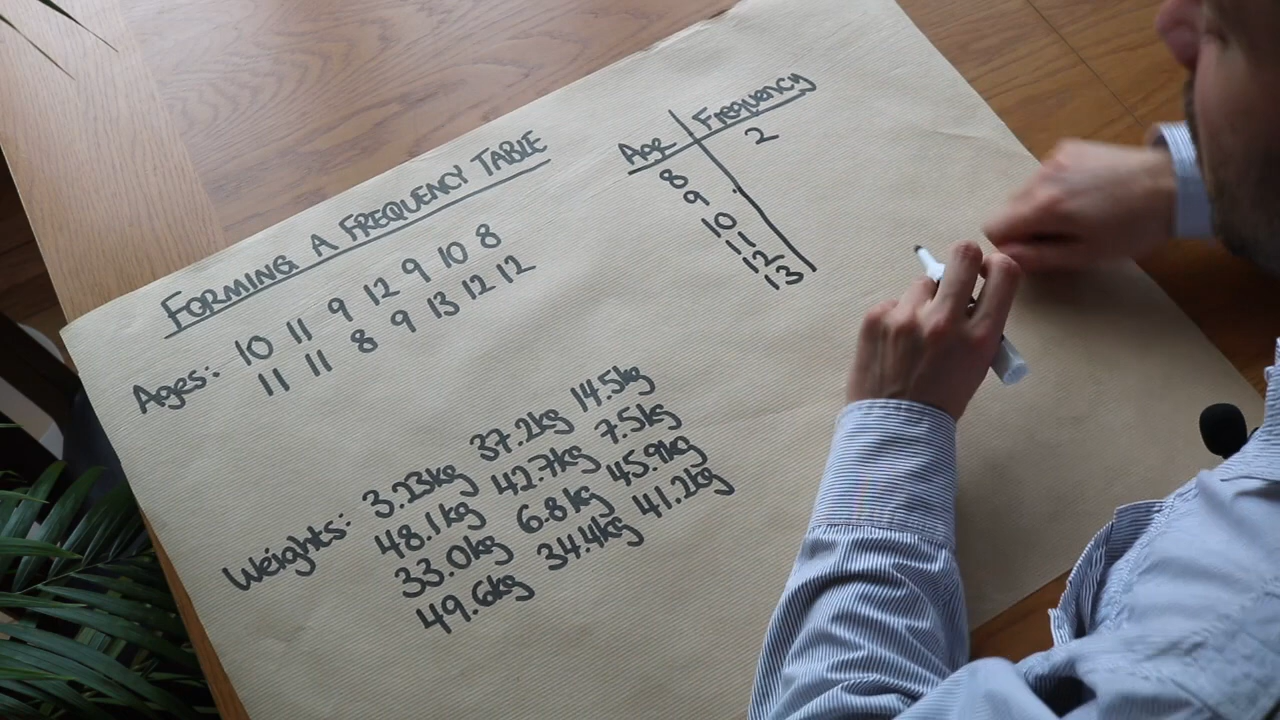 FORMING A FREQUENCY TABLE
Ages: 10 11 9 12 9 10 8
11 11 8 9 13 12 12
Weights: 3.23kg 37.2kg 14.5kg
48.1kg 42.7kg 7.5kg
33.0kg 6.8kg 45.9kg
49.6kg 34.4kg 41.2kg
Age Frequency
8 2
9
10
11
12
13